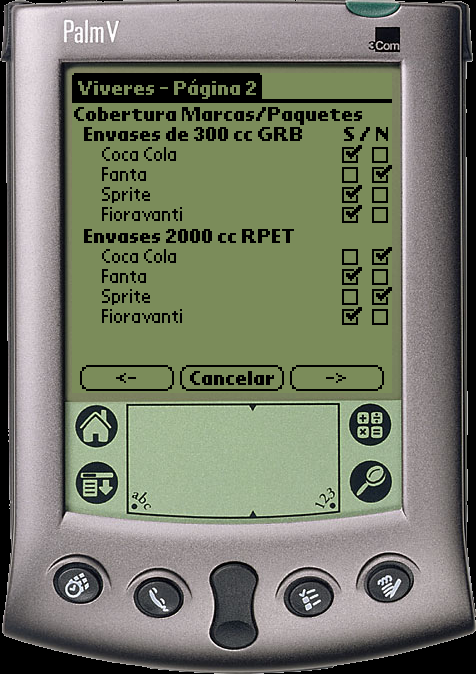 PalmV
3Com
Viveres - Página 2
Cobertura Marcas/Paquetes
Envases de 300 cc GRB S / N
Coca Cola
Fanta
Sprite
Fioravanti
Envases 2000 cc RPET
Coca Cola
Fanta
Sprite
Fioravanti
<- Cancelar ->
abc 123